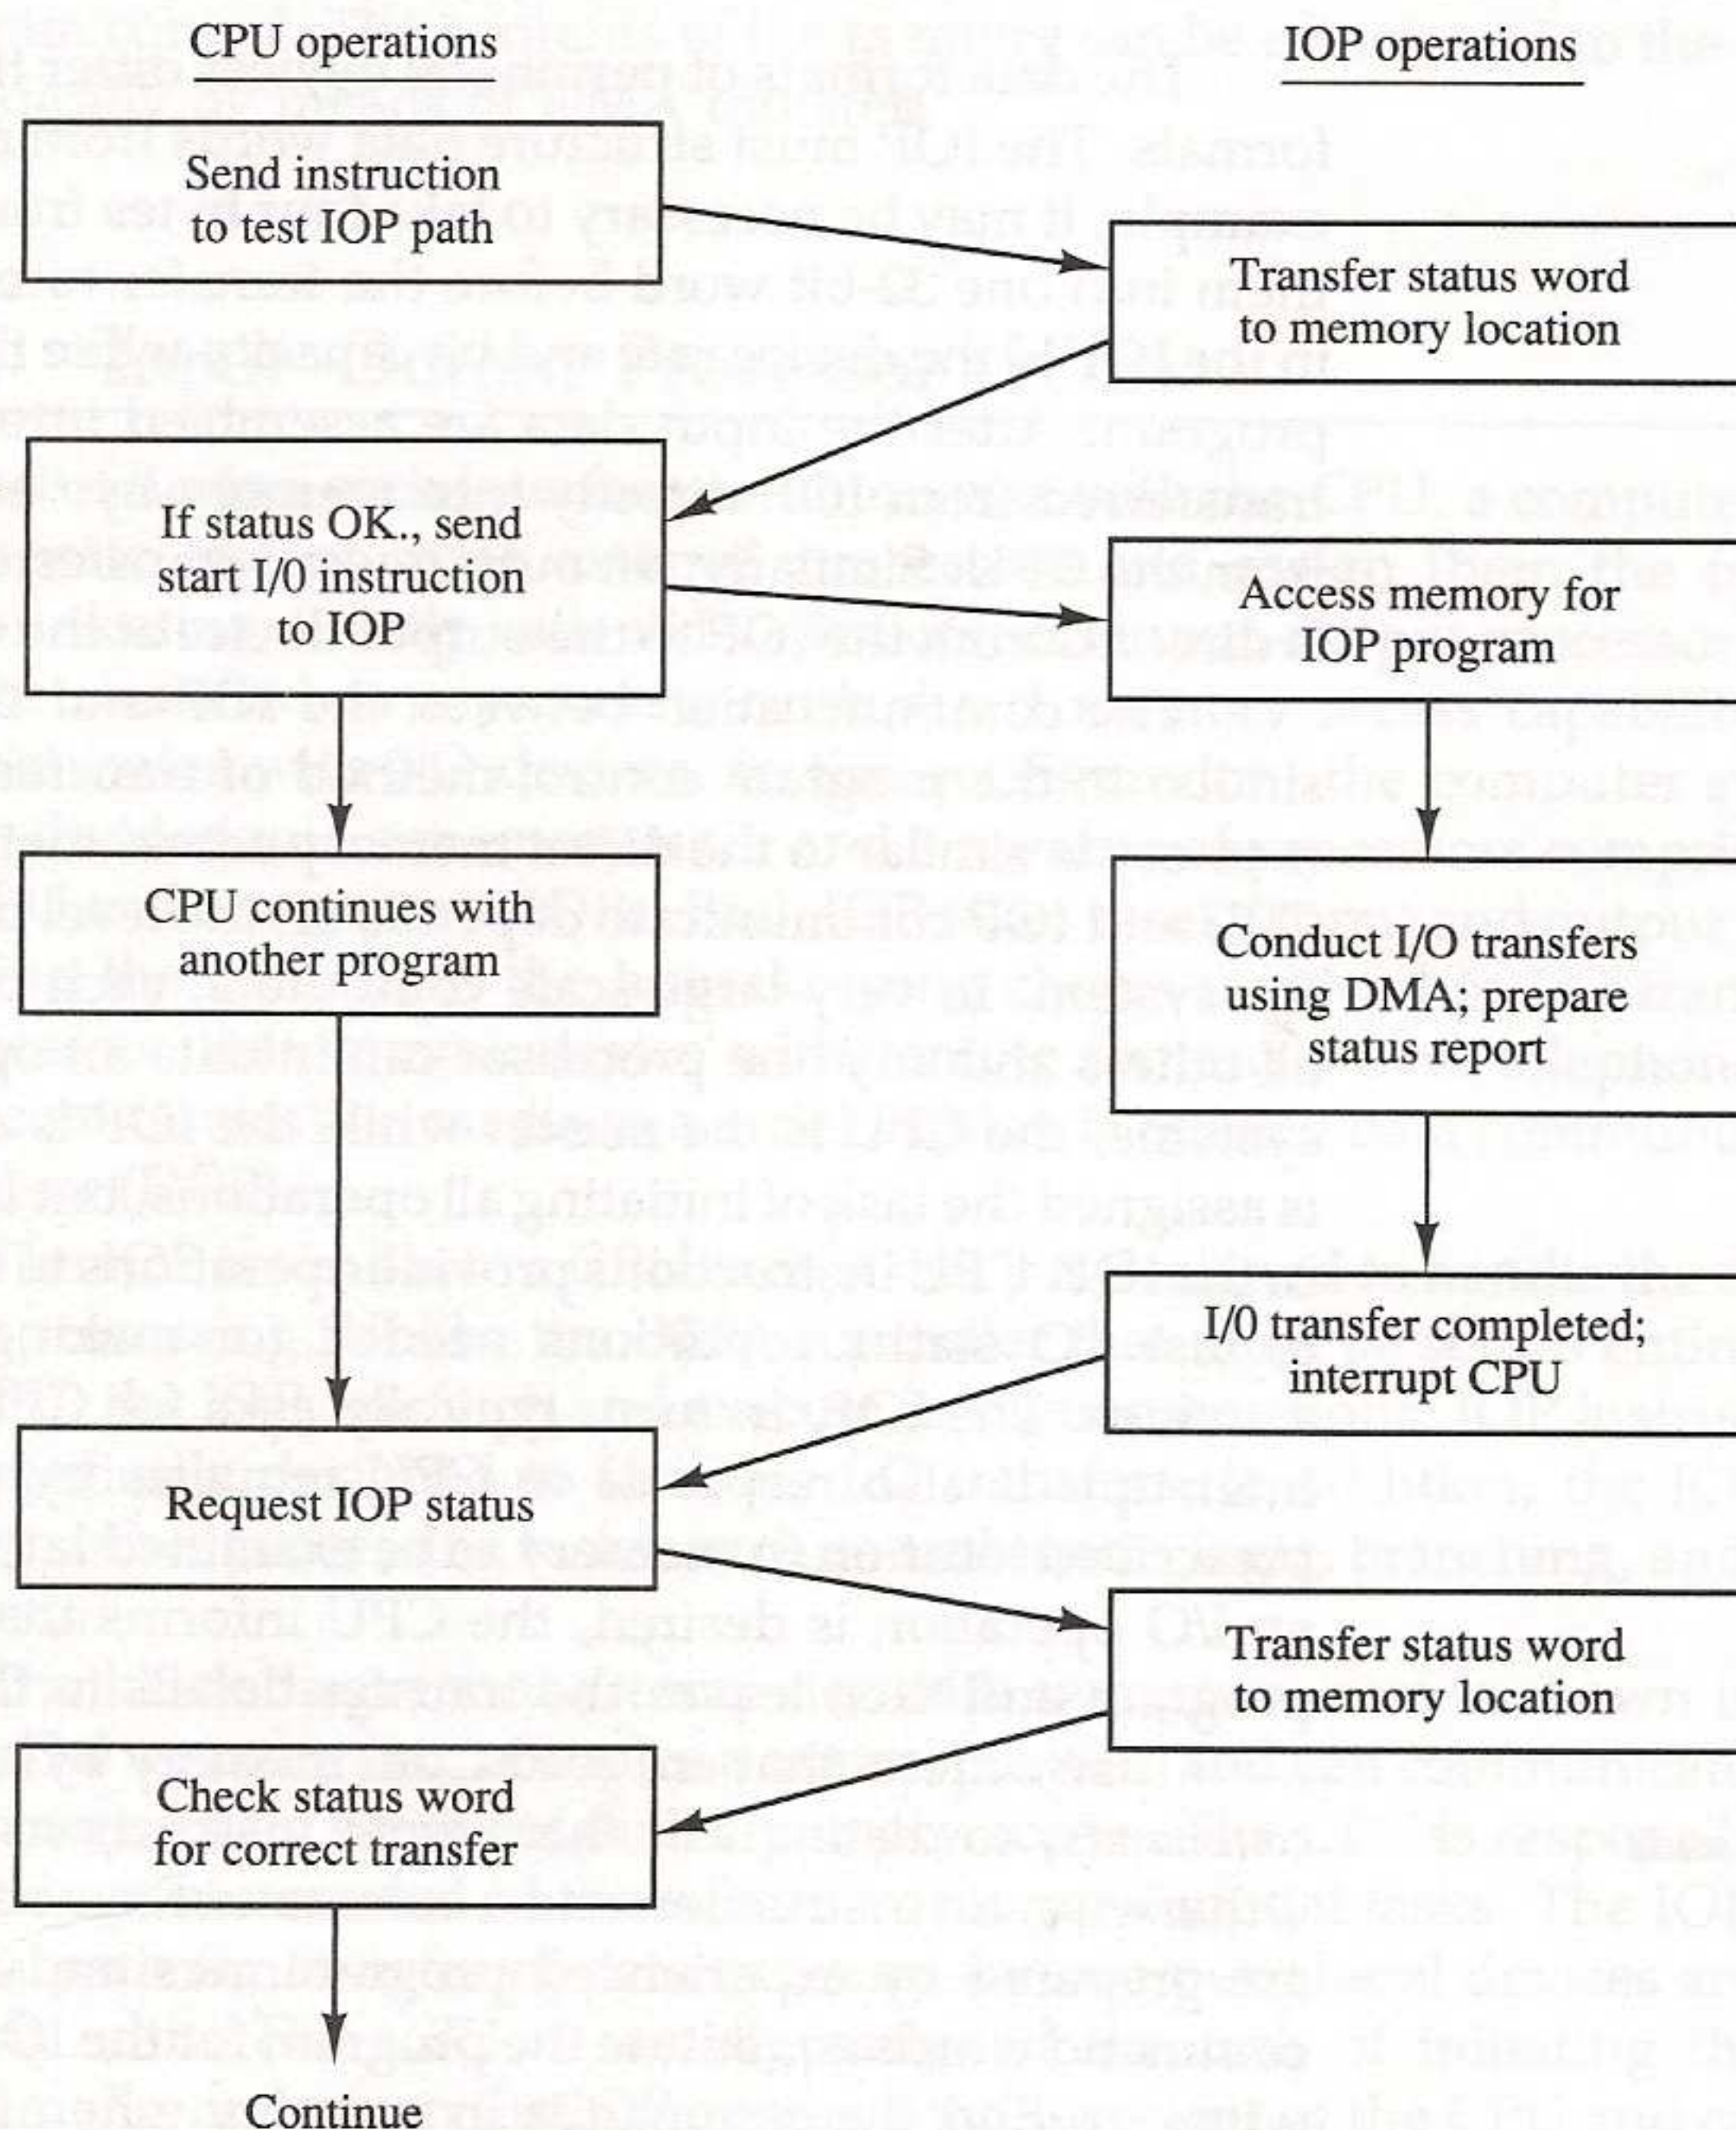 CPU operations
IOP operations
Send instruction
to test IOP path
Transfer status word
to memory location
If status OK., send
start I/0 instruction
to IOP
Access memory for
IOP program
CPU continues with
another program
Conduct I/O transfers
using DMA; prepare
status report
I/0 transfer completed;
interrupt CPU
Request IOP status
Transfer status word
to memory location
Check status word
for correct transfer
Continue